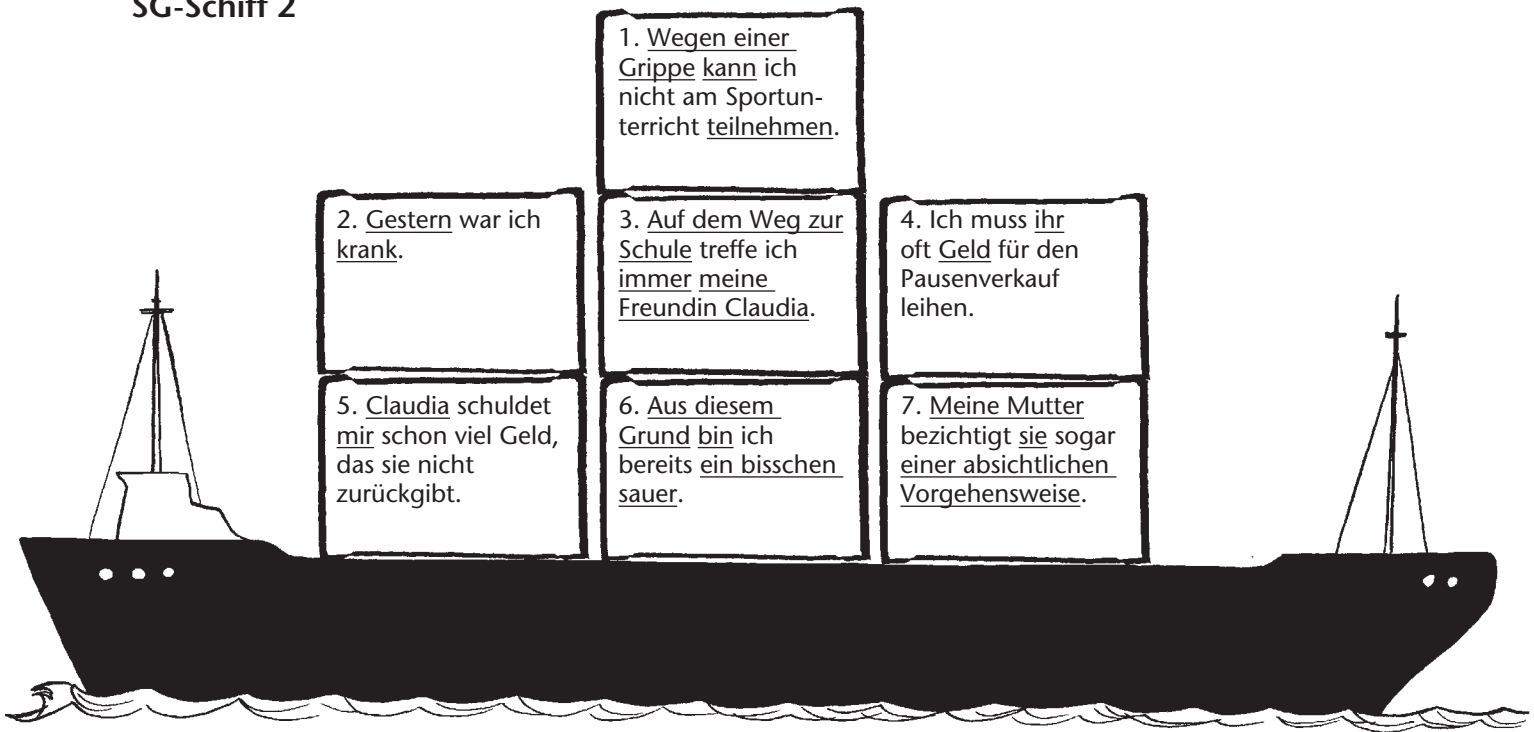 SG-Schiff 2
1. Wegen einer
Grippe kann ich
nicht am Sportun-
terricht teilnehmen.
2. Gestern war ich
krank.
3. Auf dem Weg zur
Schule treffe ich
immer meine
Freundin Claudia.
4. Ich muss ihr
oft Geld für den
Pausenverkauf
leihen.
5. Claudia schuldet
mir schon viel Geld,
das sie nicht
zurückgibt.
6. Aus diesem
Grund bin ich
bereits ein bisschen
sauer.
7. Meine Mutter
bezichtigt sie sogar
einer absichtlichen
Vorgehensweise.